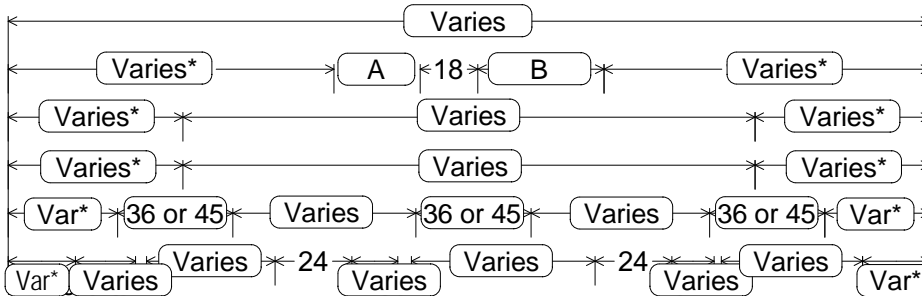 Varies
Varies* A 18 B Varies*
Varies* Varies Varies*
Varies* Varies Varies*
Var* 36 or 45 Varies 36 or 45 Varies 36 or 45 Var*
Varies 24 Varies 24 Varies
Var* Varies Varies Varies Var*